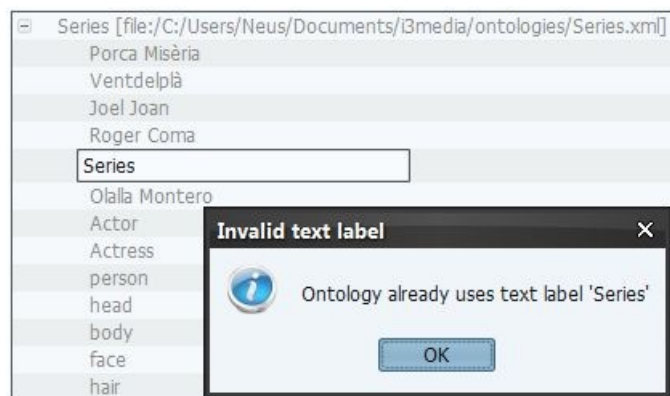 Series [file:/C:/Users/Neus/Documents/i3media/ontologies/Series.xml]
Porca Misèria
Ventdelplà
Joel Joan
Roger Coma
Series
Olalla Montero
Actor
Actress
person
head
body
face
hair
Invalid text label
Ontology already uses text label 'Series'
OK